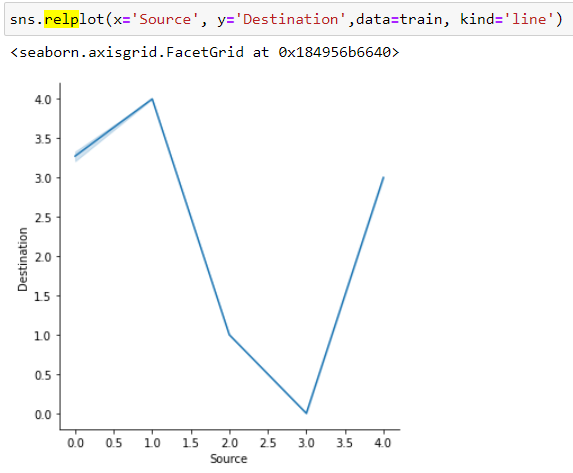 sns.relplot(x='Source', y='Destination',data=train, kind='line')
<seaborn.axisgrid.FacetGrid at 0x184956b6640>
4.0
3.5
3.0
2.5
2.0
1.5
1.0
0.5
0.0
Destination
0.0 0.5 1.0 1.5 2.0 2.5 3.0 3.5 4.0
Source